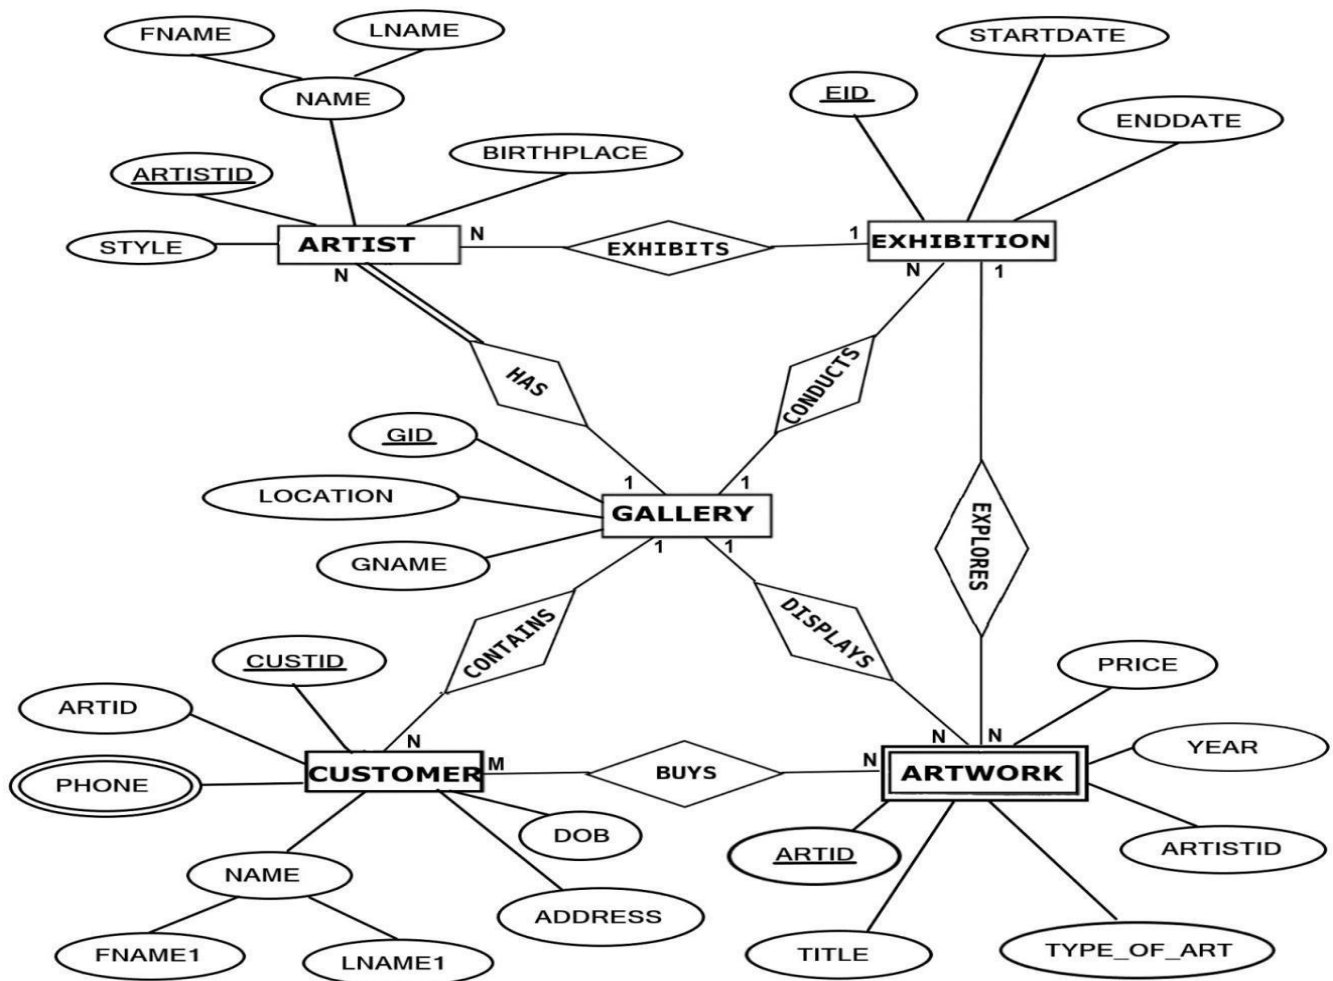 FNAME
LNAME
STARTDATE
NAME
EID
ENDDATE
BIRTHPLACE
ARTISTID
STYLE
ARTIST
N
EXHIBITS
1
EXHIBITION
N
N
1
HAS
CONDUCTS
GID
LOCATION
1
1
GALLERY
EXPLORES
GNAME
1
1
CONTAINS
DISPLAYS
CUSTID
PRICE
ARTID
N
N
N
YEAR
CUSTOMER
M
BUYS
N
ARTWORK
PHONE
DOB
ARTID
ARTISTID
NAME
ADDRESS
FNAME1
LNAME1
TITLE
TYPE_OF_ART